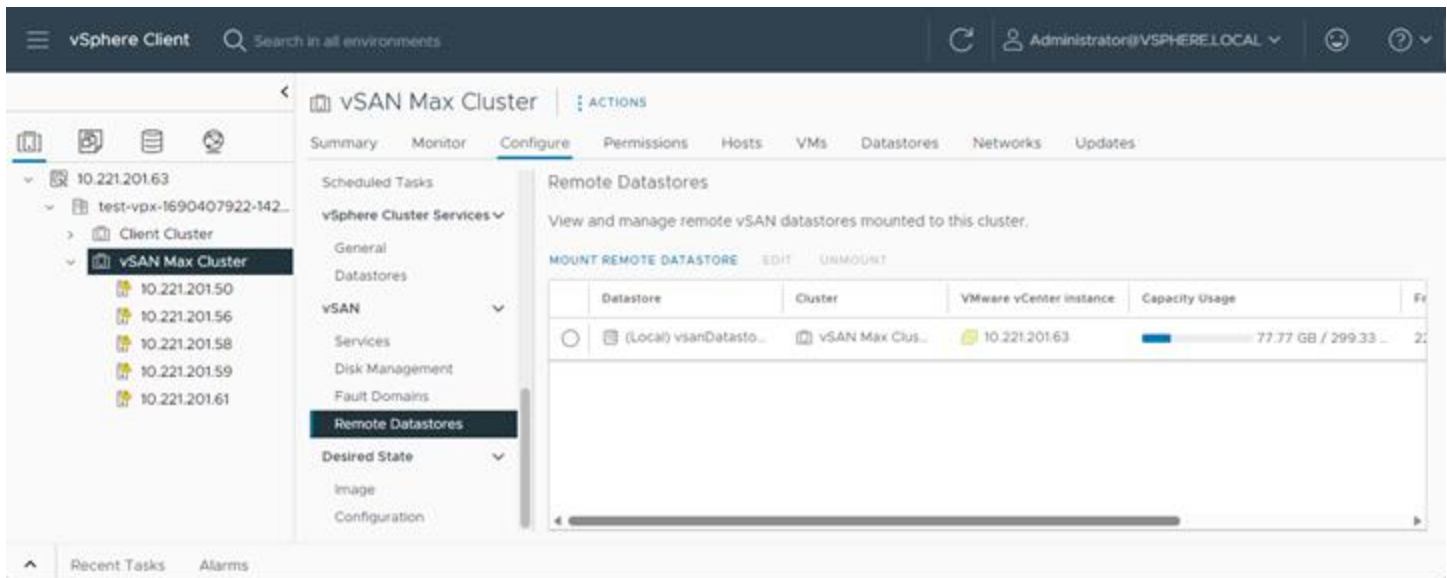 vSphere Client
Search in all environments
Administrator@VSPHERE.LOCAL
vSAN Max Cluster
ACTIONS
Summary Monitor Configure Permissions Hosts VMs Datastores Networks Updates
10.221.201.63
test-vpx-1690407922-142...
Client Cluster
vSAN Max Cluster
10.221.201.50
10.221.201.56
10.221.201.58
10.221.201.59
10.221.201.61
Scheduled Tasks
vSphere Cluster Services
General
Datastores
vSAN
Services
Disk Management
Fault Domains
Remote Datastores
Desired State
Image
Configuration
Remote Datastores
View and manage remote vSAN datastores mounted to this cluster.
MOUNT REMOTE DATASTORE EDIT UNMOUNT
Datastore Cluster VMware vCenter instance Capacity Usage Fr
(Local) vsanDatasto... vSAN Max Clus... 10.221.201.63 77.77 GB / 299.33 ... 22
Recent Tasks Alarms